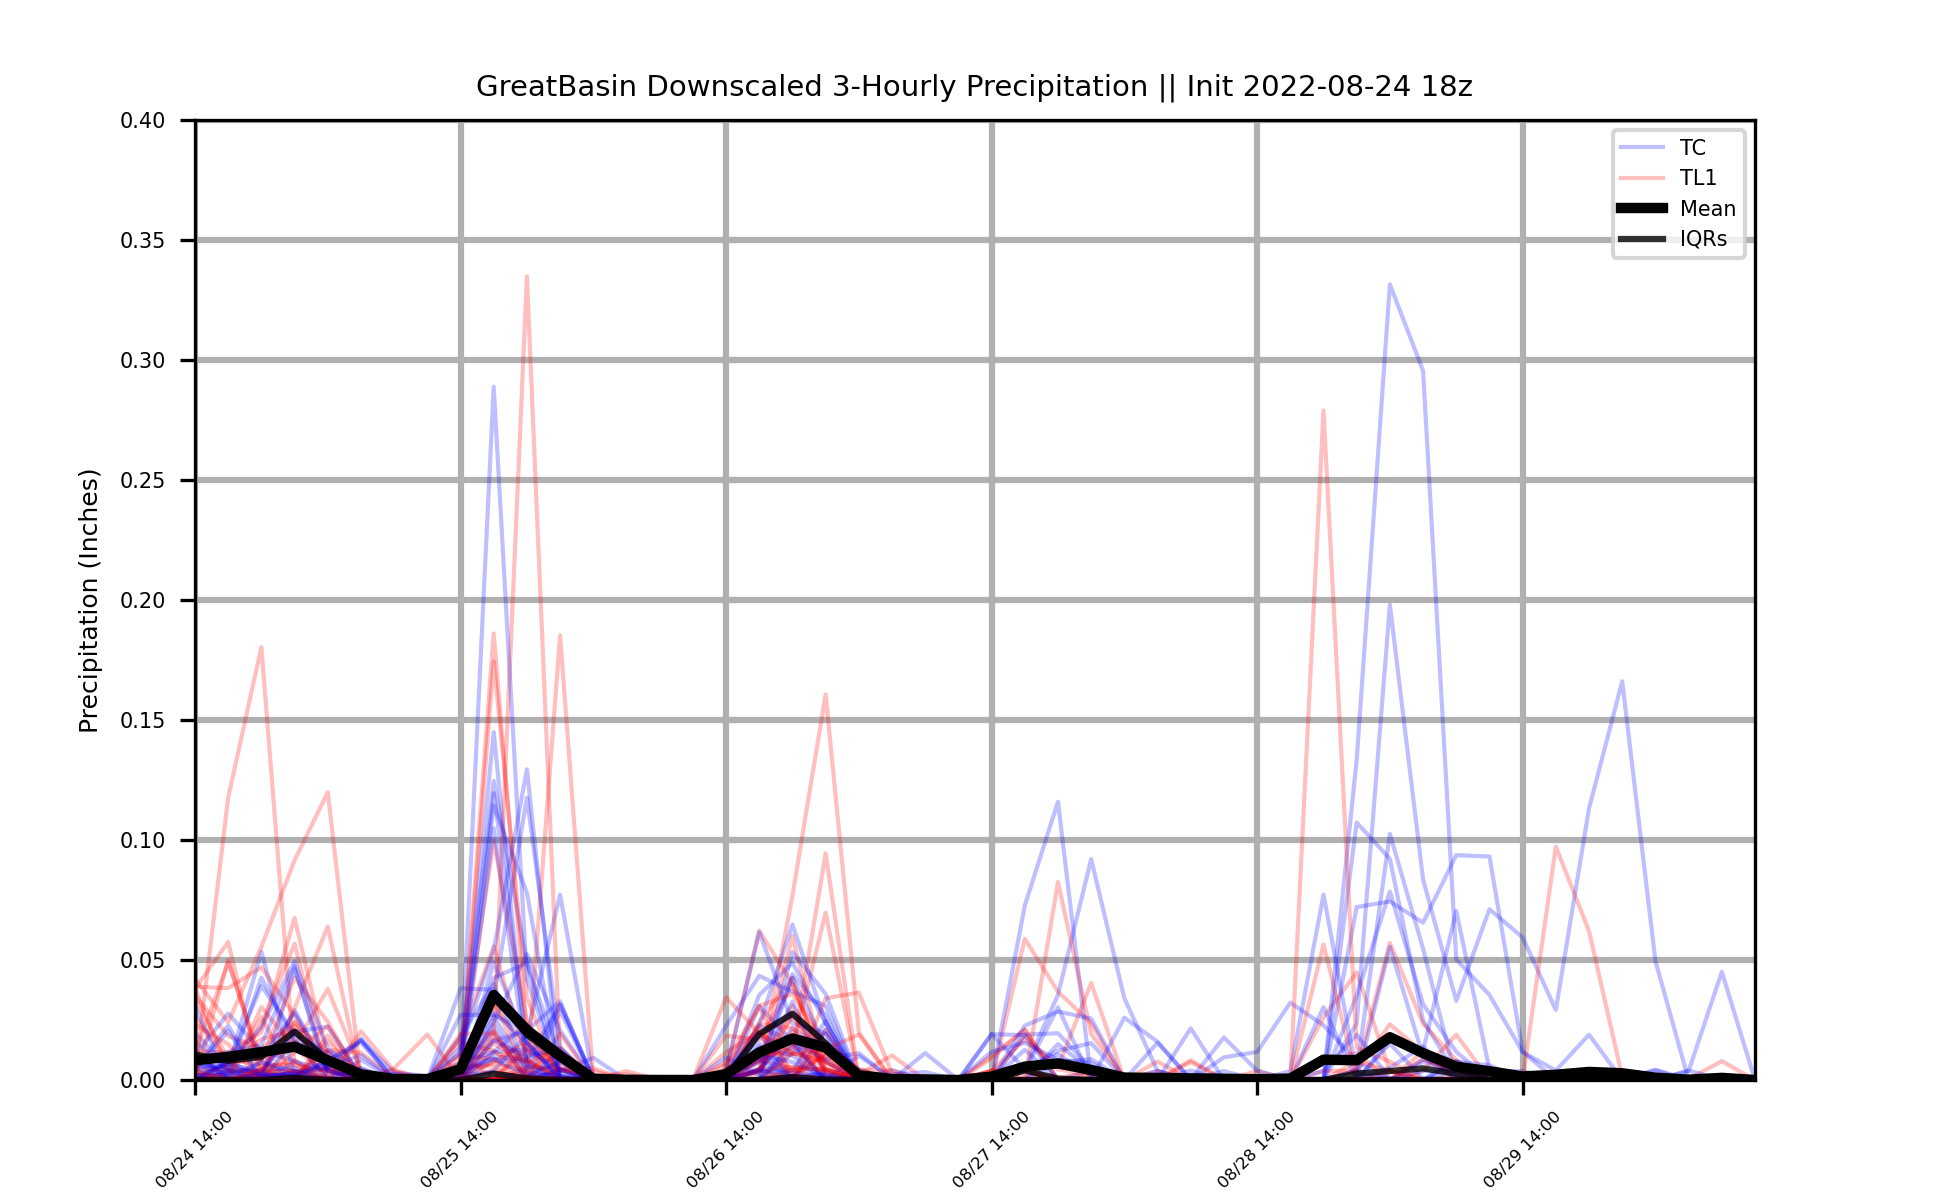 GreatBasin Downscaled 3-Hourly Precipitation || Init 2022-08-24 18z
TC
TL1
Mean
IQRs
Precipitation (Inches)
0.40
0.35
0.30
0.25
0.20
0.15
0.10
0.05
0.00
08/24 14:00
08/25 14:00
08/26 14:00
08/27 14:00
08/28 14:00
08/29 14:00